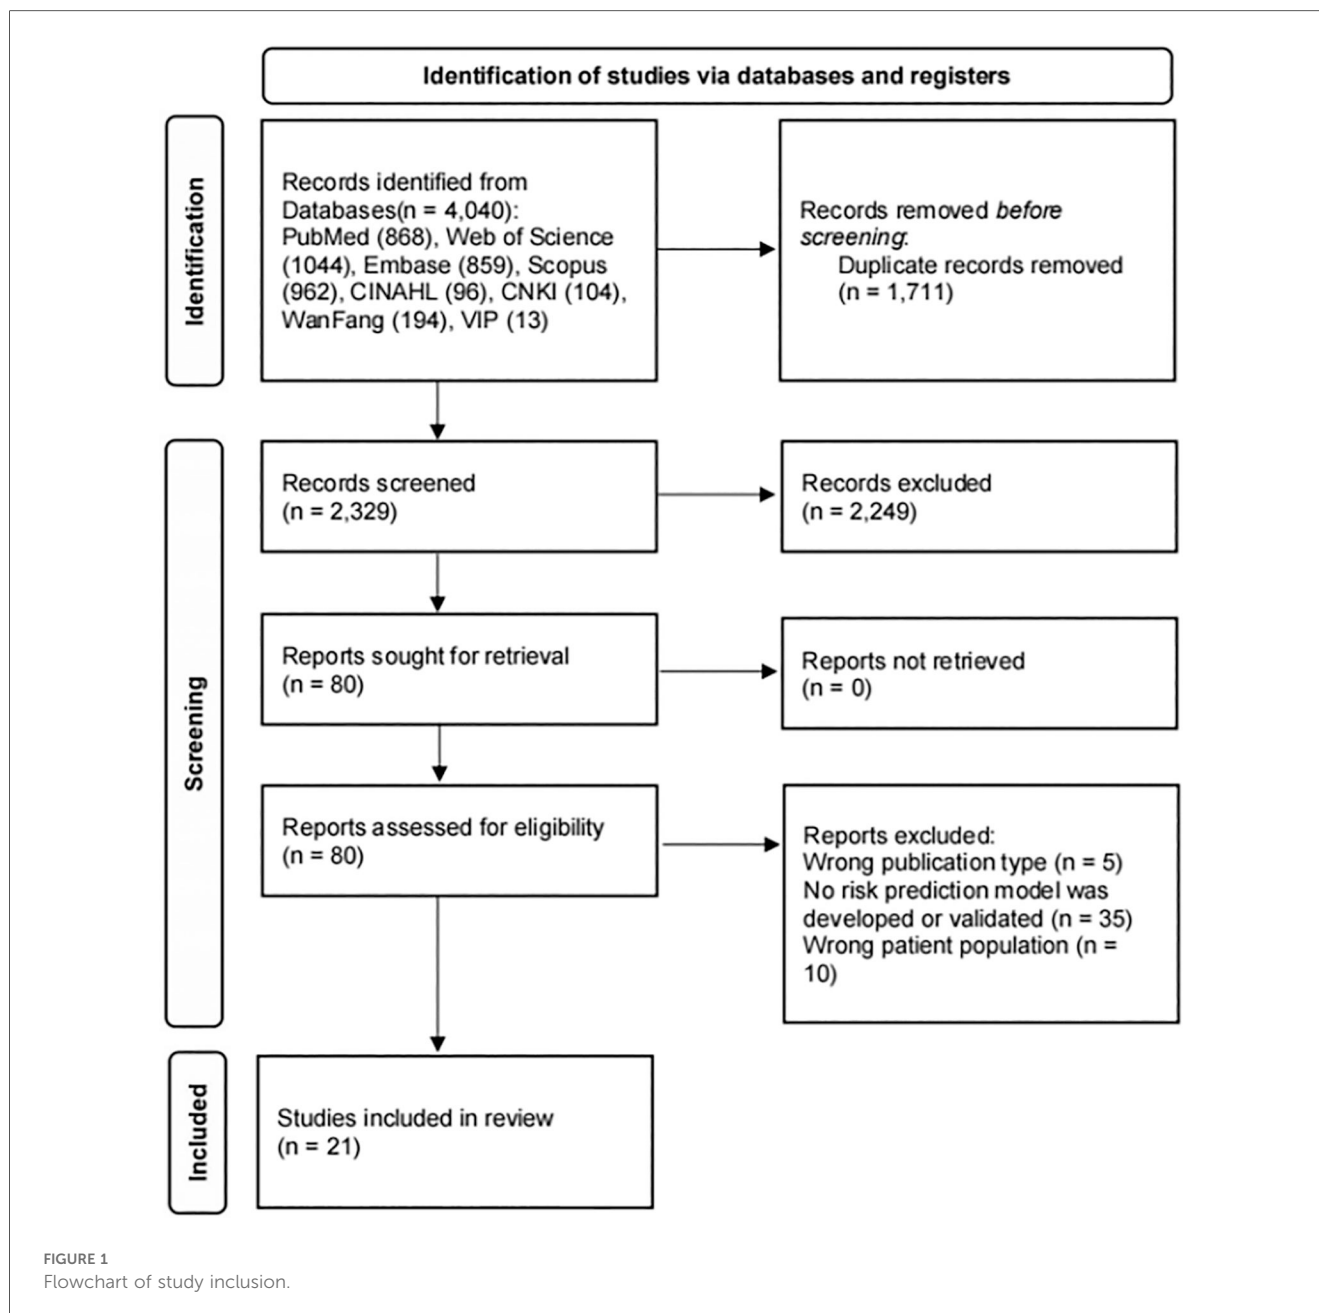 Identification of studies via databases and registers
Identification
Records identified from
Databases(n = 4,040):
PubMed (868), Web of Science
(1044), Embase (859), Scopus
(962), CINAHL (96), CNKI (104),
WanFang (194), VIP (13)
Records removed before
screening:
Duplicate records removed
(n = 1,711)
Screening
Records screened
(n = 2,329)
Records excluded
(n = 2,249)
Reports sought for retrieval
(n = 80)
Reports not retrieved
(n = 0)
Reports assessed for eligibility
(n = 80)
Reports excluded:
Wrong publication type (n = 5)
No risk prediction model was
developed or validated (n = 35)
Wrong patient population (n =
10)
Included
Studies included in review
(n = 21)
FIGURE 1
Flowchart of study inclusion.